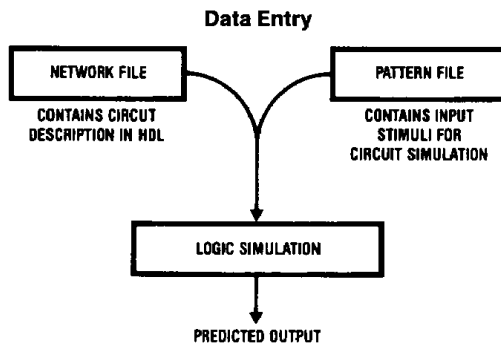 Data Entry
NETWORK FILE
CONTAINS CIRCUT
DESCRIPTION IN HDL
PATTERN FILE
CONTAINS INPUT
STIMULI FOR
CIRCUIT SIMULATION
LOGIC SIMULATION
PREDICTED OUTPUT